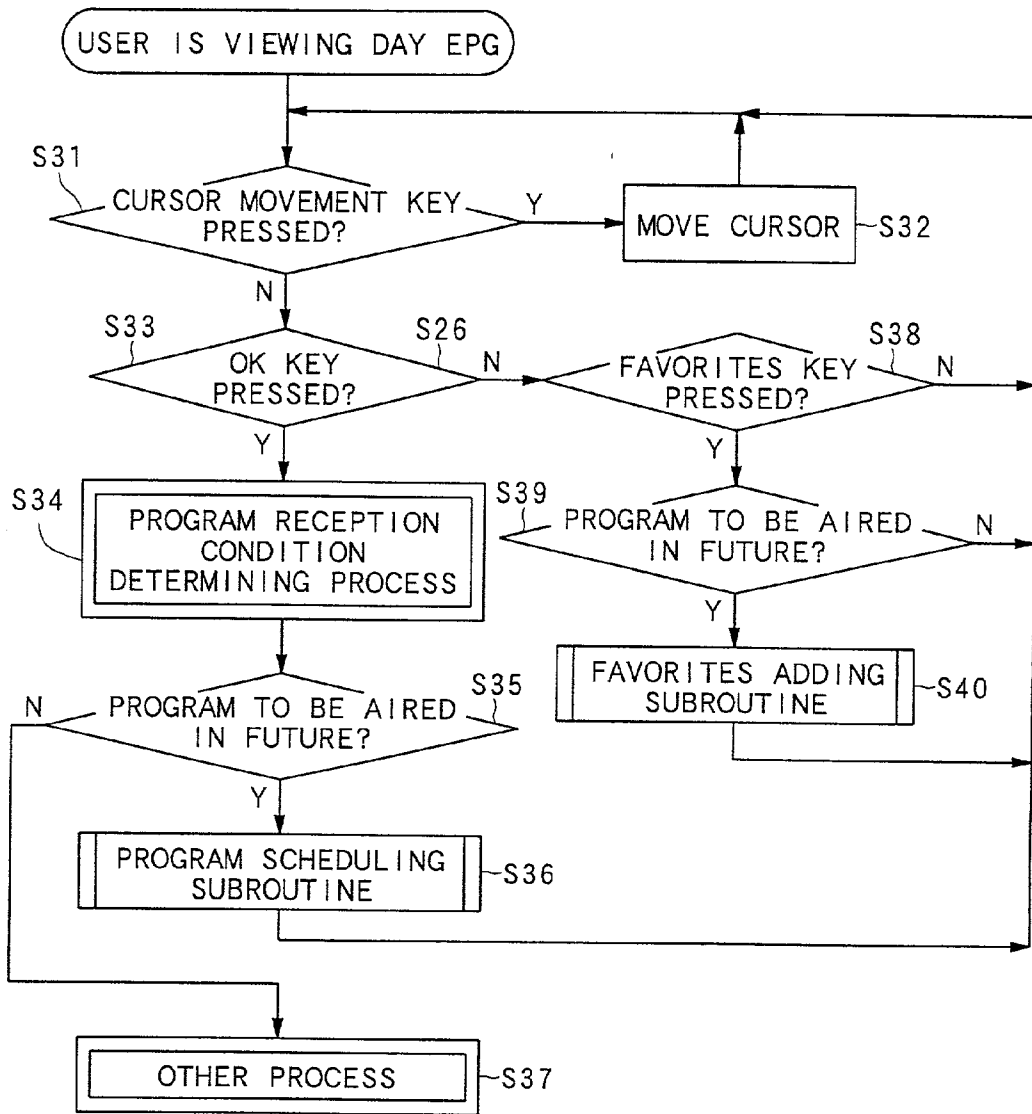 USER IS VIEWING DAY EPG
S31
CURSOR MOVEMENT KEY
PRESSED?
Y
MOVE CURSOR
S32
N
S33
OK KEY
PRESSED?
S26
N
FAVORITES KEY
PRESSED?
S38
N
Y
Y
S34
PROGRAM RECEPTION
CONDITION
DETERMINING PROCESS
S39
PROGRAM TO BE AIRED
IN FUTURE?
N
Y
FAVORITES ADDING
SUBROUTINE
S40
N
PROGRAM TO BE AIRED
IN FUTURE?
S35
Y
PROGRAM SCHEDULING
SUBROUTINE
S36
OTHER PROCESS
S37